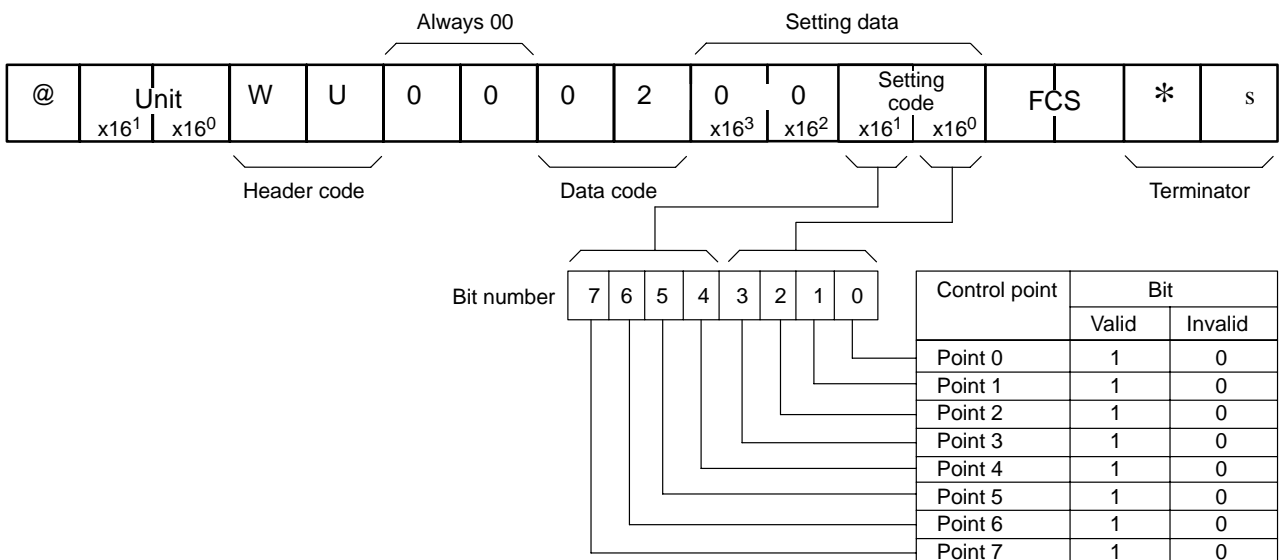 Always 00 Setting data
@ Unit W U 0 0 0 2 0 0 Setting code FCS * s
x16¹ x16⁰ x16³ x16² x16¹ x16⁰
Header code Data code Terminator
Bit number 7 6 5 4 3 2 1 0
Control point Bit
Valid Invalid
Point 0 1 0
Point 1 1 0
Point 2 1 0
Point 3 1 0
Point 4 1 0
Point 5 1 0
Point 6 1 0
Point 7 1 0